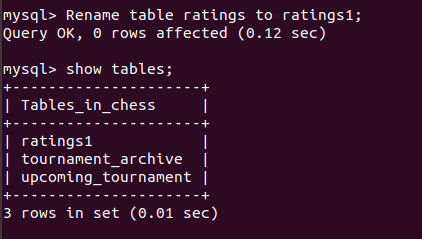 mysql> Rename table ratings to ratings1;
Query OK, 0 rows affected (0.12 sec)
mysql> show tables;
+---------------------+
| Tables_in_chess     |
+---------------------+
| ratings1            |
| tournament_archive  |
| upcoming_tournament |
+---------------------+
3 rows in set (0.01 sec)